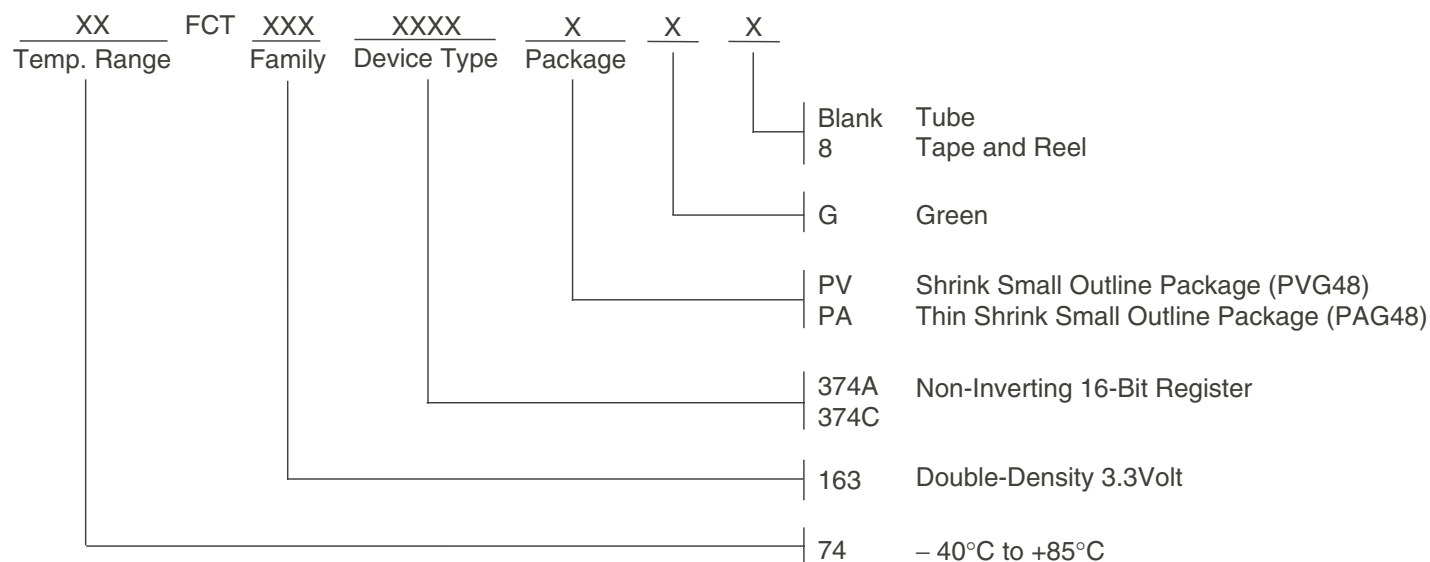 XX FCT XXX XXXX X X X
Temp. Range Family Device Type Package
Blank Tube
8 Tape and Reel
G Green
PV Shrink Small Outline Package (PVG48)
PA Thin Shrink Small Outline Package (PAG48)
374A Non-Inverting 16-Bit Register
374C
163 Double-Density 3.3Volt
74 – 40°C to +85°C